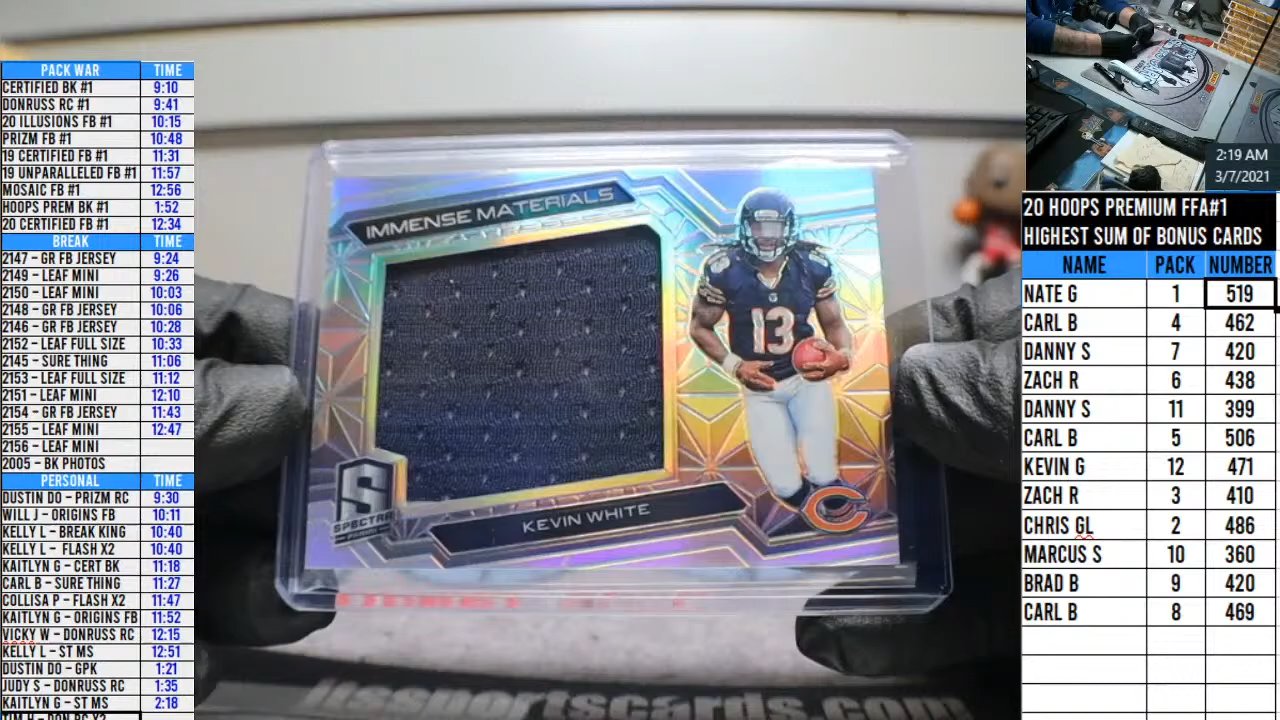 PACK WAR TIME
CERTIFIED BK #1 9:10
DONRUSS RC #1 9:41
20 ILLUSIONS FB #1 10:15
PRIZM FB #1 10:48
19 CERTIFIED FB #1 11:31
19 UNPARALLELED FB #1 11:57
MOSAIC FB #1 12:56
HOOPS PREM BK #1 1:52
20 CERTIFIED FB #1 12:34
BREAK TIME
2147 - GR FB JERSEY 9:24
2149 - LEAF MINI 9:26
2150 - LEAF MINI 10:03
2148 - GR FB JERSEY 10:06
2146 - GR FB JERSEY 10:28
2152 - LEAF FULL SIZE 10:33
2145 - SURE THING 11:06
2153 - LEAF FULL SIZE 11:12
2151 - LEAF MINI 12:10
2154 - GR FB JERSEY 11:43
2155 - LEAF MINI 12:47
2156 - LEAF MINI
2005 - BK PHOTOS
PERSONAL TIME
DUSTIN DO - PRIZM RC 9:30
WILL J - ORIGINS FB 10:11
KELLY L - BREAK KING 10:40
KELLY L - FLASH X2 10:40
KAITLYN G - CERT BK 11:18
CARL B - SURE THING 11:27
COLLISA P - FLASH X2 11:47
KAITLYN G - ORIGINS FB 11:52
VICKY W - DONRUSS RC 12:15
KELLY L - ST MS 12:51
DUSTIN DO - GPK 1:21
JUDY S - DONRUSS RC 1:35
KAITLYN G - ST MS 2:18
TIM H - DON RC X2
IMMENSE MATERIALS
13
S
SPECTRA
PANINI
KEVIN WHITE
C
sportscards.com
2:19 AM
3/7/2021
20 HOOPS PREMIUM FFA#1
HIGHEST SUM OF BONUS CARDS
NAME PACK NUMBER
NATE G 1 519
CARL B 4 462
DANNY S 7 420
ZACH R 6 438
DANNY S 11 399
CARL B 5 506
KEVIN G 12 471
ZACH R 3 410
CHRIS GL 2 486
MARCUS S 10 360
BRAD B 9 420
CARL B 8 469